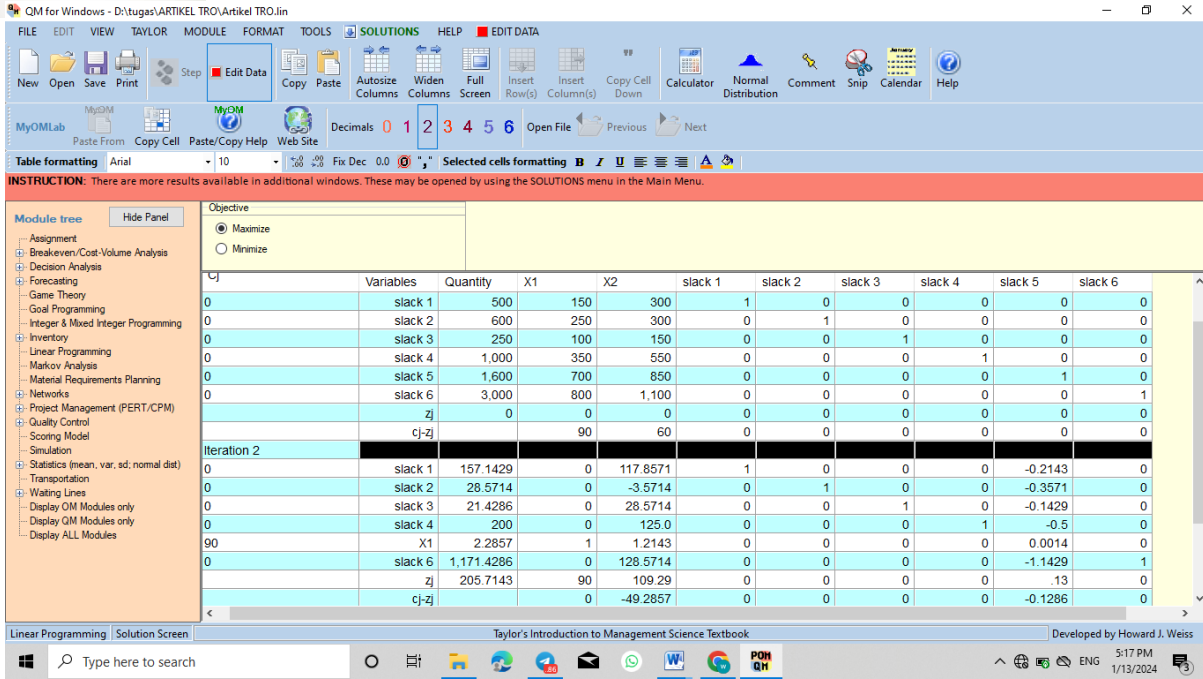 QM for Windows - D:\tugas\ARTIKEL TRO\Artikel TRO.lin
FILE EDIT VIEW TAYLOR MODULE FORMAT TOOLS SOLUTIONS HELP EDIT DATA
New Open Save Print Step Edit Data Copy Paste Autosize Columns Widen Columns Full Screen Insert Row(s) Insert Column(s) Copy Cell Down Calculator Normal Distribution Comment Snip Calendar Help
MyOMLab Paste From Copy Cell Paste/Copy Help Web Site Decimals 0 1 2 3 4 5 6 Open File Previous Next
Table formatting Arial 10 Fix Dec 0.0 0 "," Selected cells formatting B I U A
INSTRUCTION: There are more results available in additional windows. These may be opened by using the SOLUTIONS menu in the Main Menu.
Module tree Hide Panel
Assignment
Breakeven/Cost-Volume Analysis
Decision Analysis
Forecasting
Game Theory
Goal Programming
Integer & Mixed Integer Programming
Inventory
Linear Programming
Markov Analysis
Material Requirements Planning
Networks
Project Management (PERT/CPM)
Quality Control
Scoring Model
Simulation
Statistics (mean, var, sd; normal dist)
Transportation
Waiting Lines
Display OM Modules only
Display QM Modules only
Display ALL Modules
Objective
Maximize
Minimize
Cj Variables Quantity X1 X2 slack 1 slack 2 slack 3 slack 4 slack 5 slack 6
0 slack 1 500 150 300 1 0 0 0 0 0
0 slack 2 600 250 300 0 1 0 0 0 0
0 slack 3 250 100 150 0 0 1 0 0 0
0 slack 4 1,000 350 550 0 0 0 1 0 0
0 slack 5 1,600 700 850 0 0 0 0 1 0
0 slack 6 3,000 800 1,100 0 0 0 0 0 1
zj 0 0 0 0 0 0 0 0 0
cj-zj 90 60 0 0 0 0 0 0
Iteration 2
0 slack 1 157.1429 0 117.8571 1 0 0 0 -0.2143 0
0 slack 2 28.5714 0 -3.5714 0 1 0 0 -0.3571 0
0 slack 3 21.4286 0 28.5714 0 0 1 0 -0.1429 0
0 slack 4 200 0 125.0 0 0 0 1 -0.5 0
90 X1 2.2857 1 1.2143 0 0 0 0 0.0014 0
0 slack 6 1,171.4286 0 128.5714 0 0 0 0 -1.1429 1
zj 205.7143 90 109.29 0 0 0 0 .13 0
cj-zj 0 -49.2857 0 0 0 0 -0.1286 0
Linear Programming Solution Screen Taylor's Introduction to Management Science Textbook Developed by Howard J. Weiss
Type here to search ENG 5:17 PM
1/13/2024